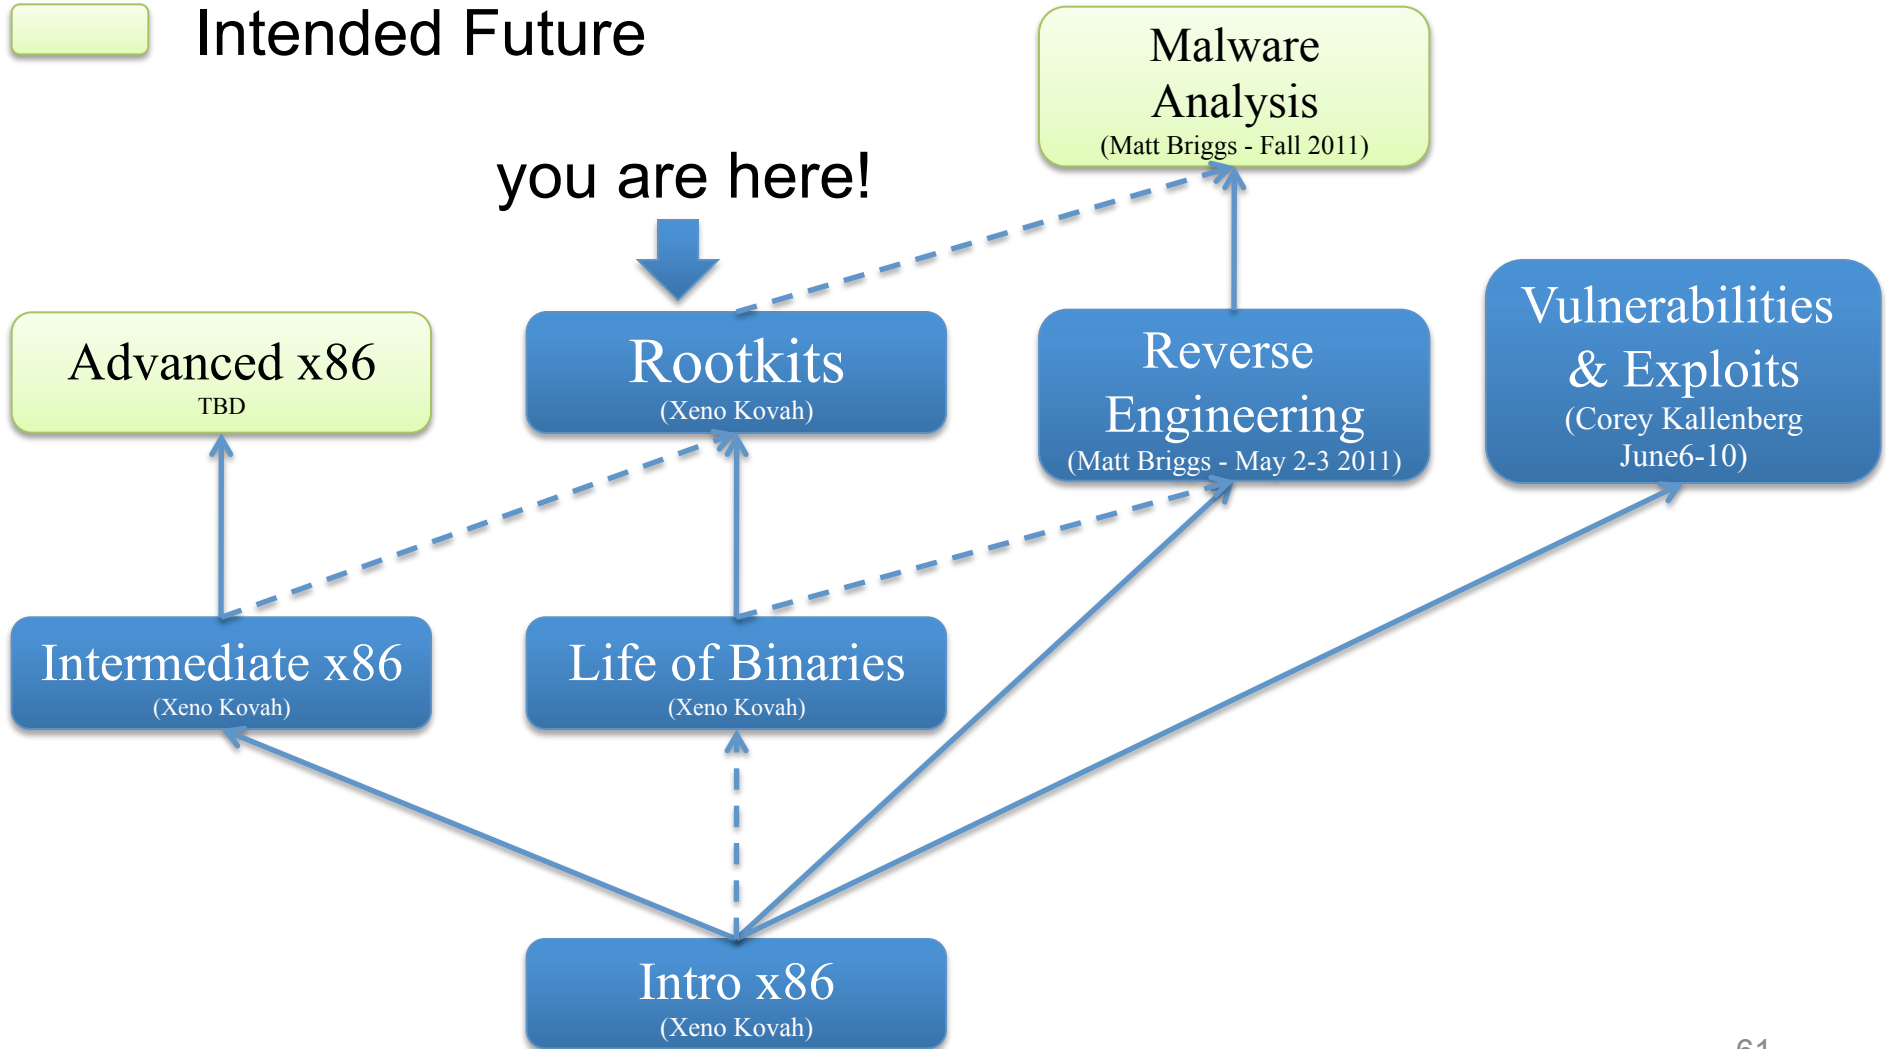 Intended Future
Malware
Analysis
(Matt Briggs - Fall 2011)
you are here!
Advanced x86
TBD
Rootkits
(Xeno Kovah)
Reverse
Engineering
(Matt Briggs - May 2-3 2011)
Vulnerabilities
& Exploits
(Corey Kallenberg
June6-10)
Intermediate x86
(Xeno Kovah)
Life of Binaries
(Xeno Kovah)
Intro x86
(Xeno Kovah)
61